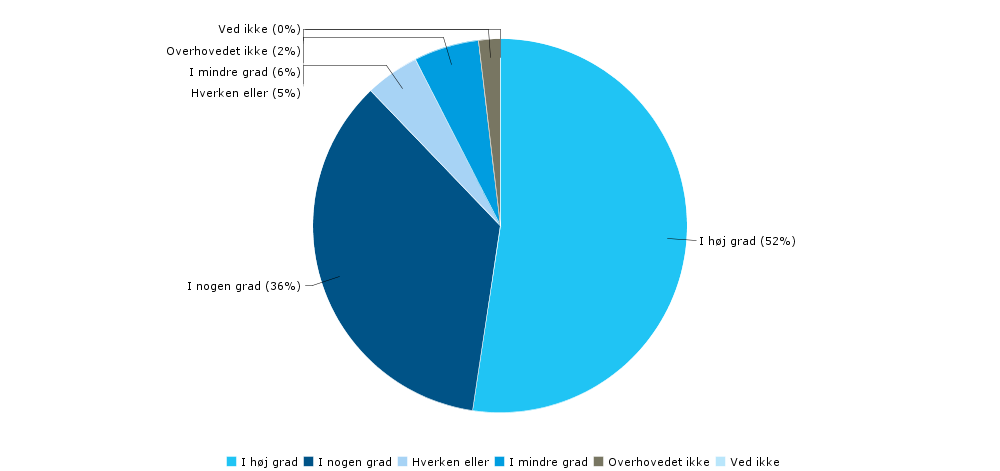 Ved ikke (0%)
Overhovedet ikke (2%)
I mindre grad (6%)
Hverken eller (5%)
I høj grad (52%)
I nogen grad (36%)
I høj grad I nogen grad Hverken eller I mindre grad Overhovedet ikke Ved ikke